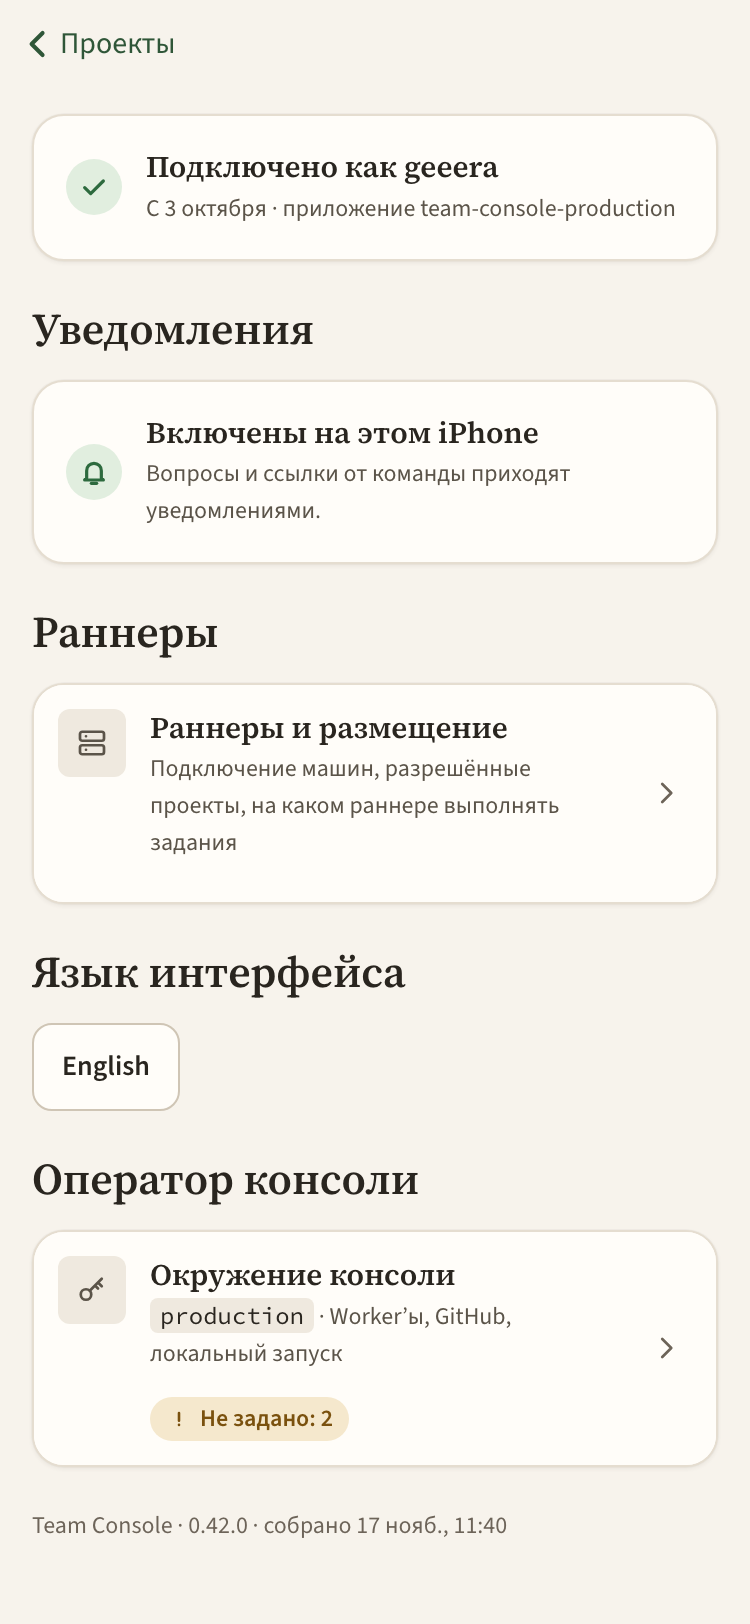 Проекты
Подключено как geeera
С 3 октября · приложение team-console-production
Уведомления
Включены на этом iPhone
Вопросы и ссылки от команды приходят
уведомлениями.
Раннеры
Раннеры и размещение
Подключение машин, разрешённые
проекты, на каком раннере выполнять
задания
Язык интерфейса
English
Оператор консоли
Окружение консоли
production · Worker’ы, GitHub,
локальный запуск
! Не задано: 2
Team Console · 0.42.0 · собрано 17 нояб., 11:40